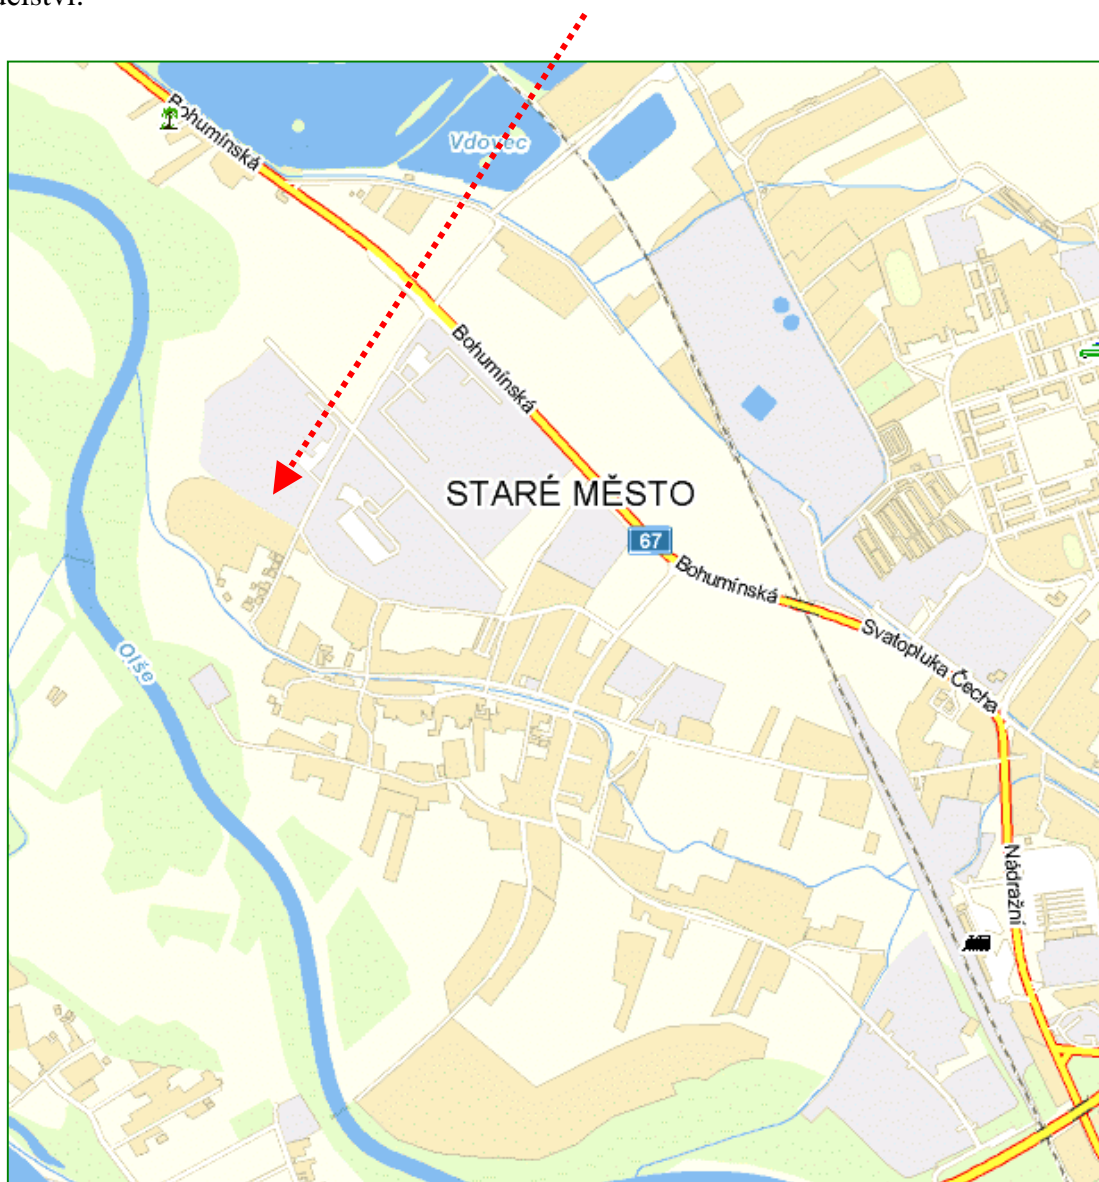 Bohumínská
Vdovec
Bohumínská
STARÉ MĚSTO
67
Bohumínská
Svatopluka Čecha
Olše
Nádražní